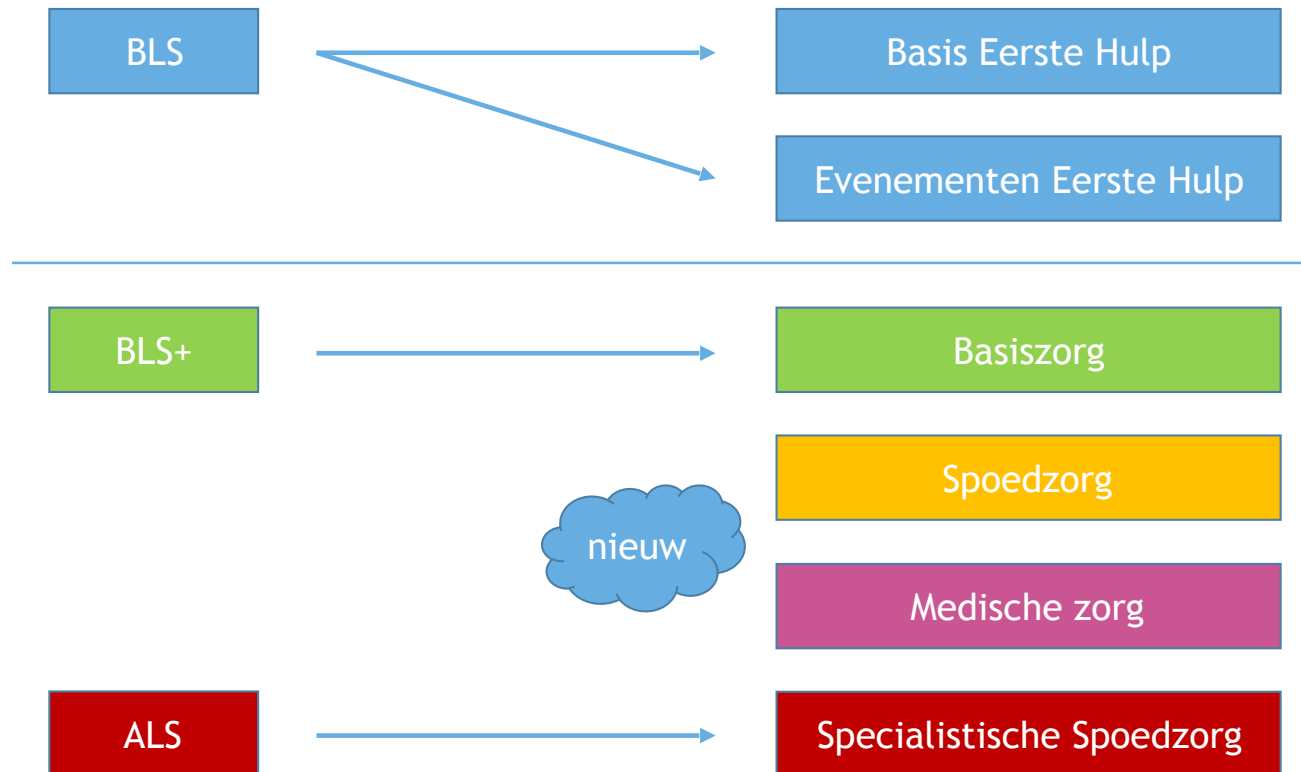 BLS
Basis Eerste Hulp
Evenementen Eerste Hulp
BLS+
Basiszorg
Spoedzorg
nieuw
Medische zorg
ALS
Specialistische Spoedzorg